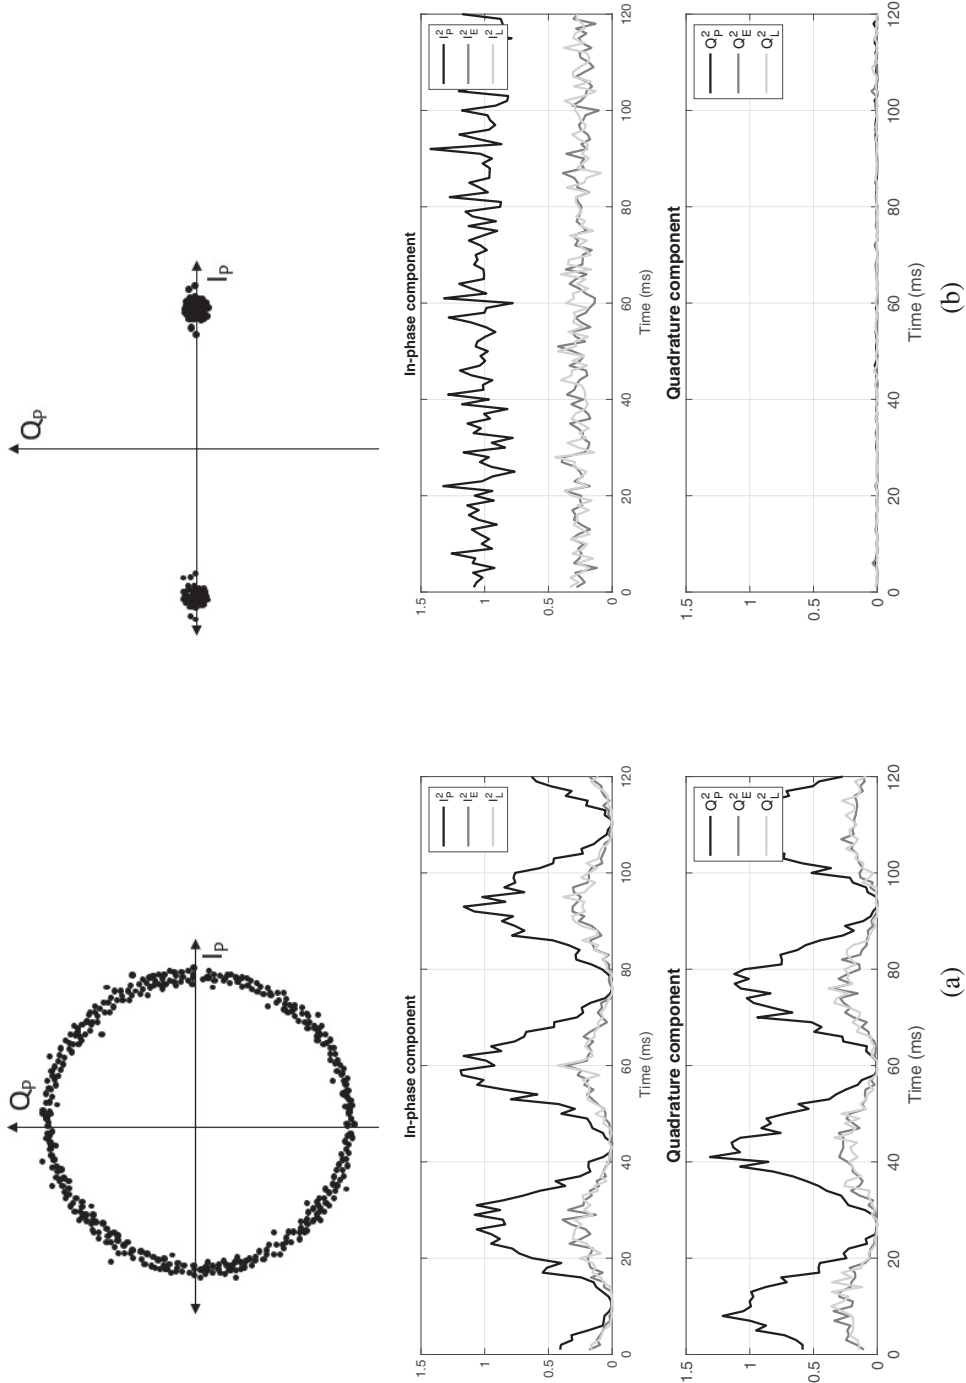 Q_P
I_P
In-phase component
1.5
1
0.5
0
0
20
40
60
80
100
120
Time (ms)
I²_P
I²_E
I²_L
Quadrature component
1.5
1
0.5
0
0
20
40
60
80
100
120
Time (ms)
Q²_P
Q²_E
Q²_L
(a)
Q_P
I_P
In-phase component
1.5
1
0.5
0
0
20
40
60
80
100
120
Time (ms)
I²_P
I²_E
I²_L
Quadrature component
1.5
1
0.5
0
0
20
40
60
80
100
120
Time (ms)
Q²_P
Q²_E
Q²_L
(b)